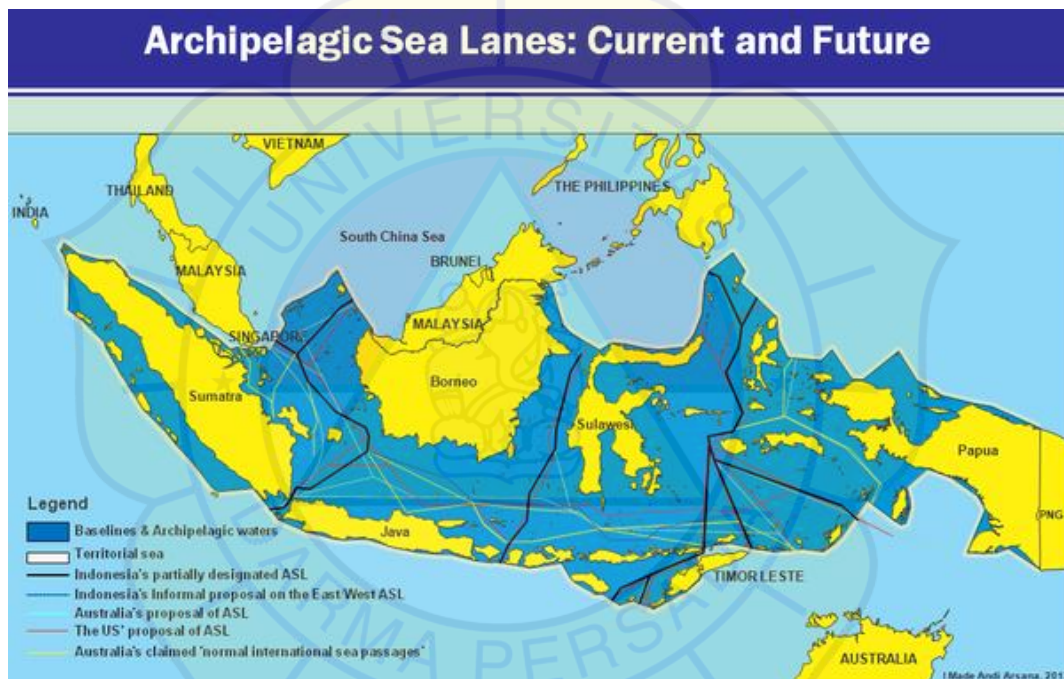 Archipelagic Sea Lanes: Current and Future
UNIVERSITAS
VIETNAM
THAILAND
THE PHILIPPINES
INDIA
South China Sea
BRUNEI
MALAYSIA
MALAYSIA
SINGAPORE
Borneo
Sumatra
Sulawesi
Papua
Legend
PNG
Baselines & Archipelagic waters
Java
Territorial sea
Indonesia's partially designated ASL
TIMOR LESTE
Indonesia's Informal proposal on the East West ASL
Australia's proposal of ASL
The US' proposal of ASL
Australia's claimed 'normal international sea passages'
AUSTRALIA
DARMA PERSADA
I Made Andi Arsana, 201